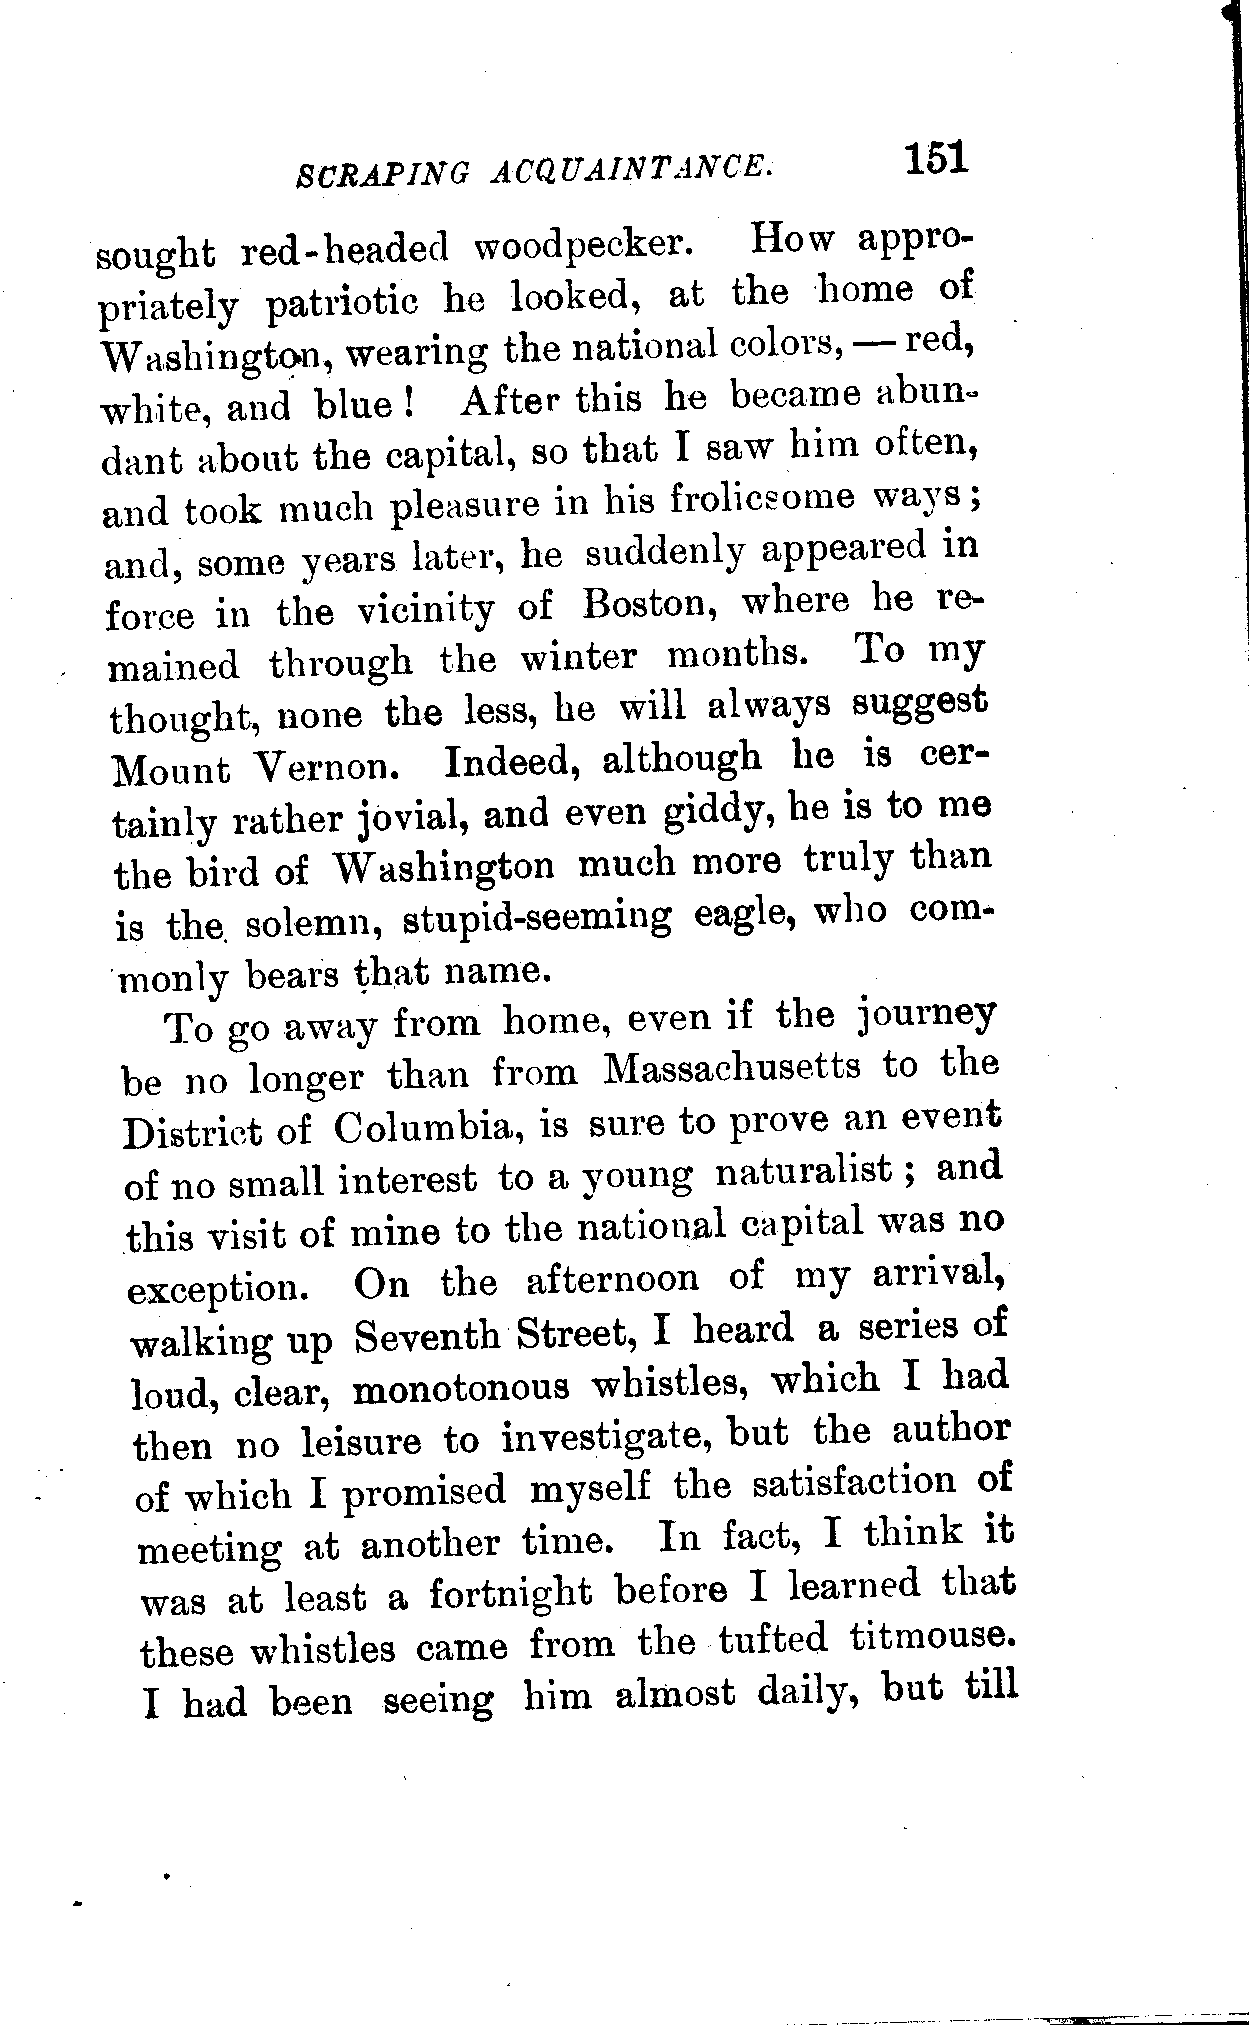 SCRAPING ACQUAINTANCE. 151
sought red-headed woodpecker. How appro-
priately patriotic he looked, at the home of
Washington, wearing the national colors, — red,
white, and blue! After this he became abun-
dant about the capital, so that I saw him often,
and took much pleasure in his frolicsome ways;
and, some years later, he suddenly appeared in
force in the vicinity of Boston, where he re-
mained through the winter months. To my
thought, none the less, he will always suggest
Mount Vernon. Indeed, although he is cer-
tainly rather jovial, and even giddy, he is to me
the bird of Washington much more truly than
is the solemn, stupid-seeming eagle, who com-
monly bears that name.
To go away from home, even if the journey
be no longer than from Massachusetts to the
District of Columbia, is sure to prove an event
of no small interest to a young naturalist; and
this visit of mine to the national capital was no
exception. On the afternoon of my arrival,
walking up Seventh Street, I heard a series of
loud, clear, monotonous whistles, which I had
then no leisure to investigate, but the author
of which I promised myself the satisfaction of
meeting at another time. In fact, I think it
was at least a fortnight before I learned that
these whistles came from the tufted titmouse.
I had been seeing him almost daily, but till